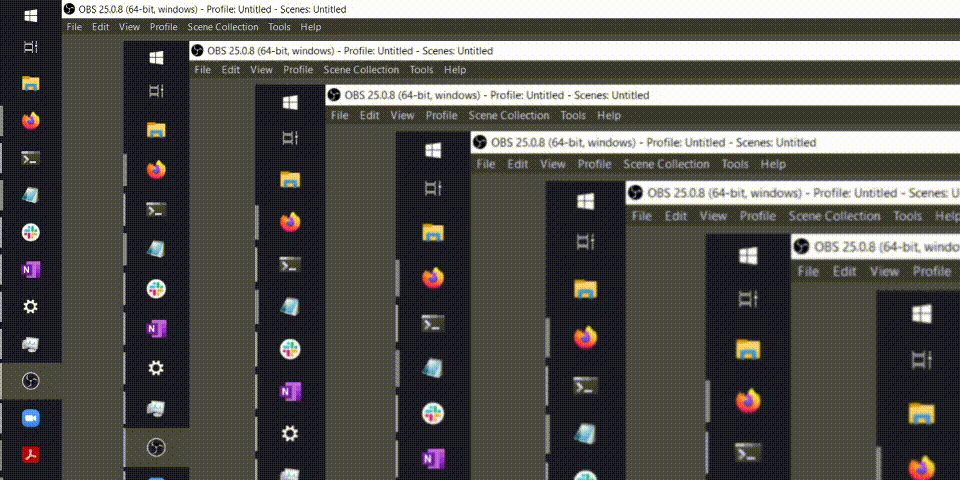 OBS 25.0.8 (64-bit, windows) - Profile: Untitled - Scenes: Untitled
File Edit View Profile Scene Collection Tools Help
OBS 25.0.8 (64-bit, windows) - Profile: Untitled - Scenes: Untitled
File Edit View Profile Scene Collection Tools Help
OBS 25.0.8 (64-bit, windows) - Profile: Untitled - Scenes: Untitled
File Edit View Profile Scene Collection Tools Help
OBS 25.0.8 (64-bit, windows) - Profile: Untitled - Scenes: Untitled
File Edit View Profile Scene Collection Tools Help
OBS 25.0.8 (64-bit, windows) - Profile: Untitled - Scenes: U
File Edit View Profile Scene Collection Tools Help
OBS 25.0.8 (64-bit, windo
File Edit View Profile